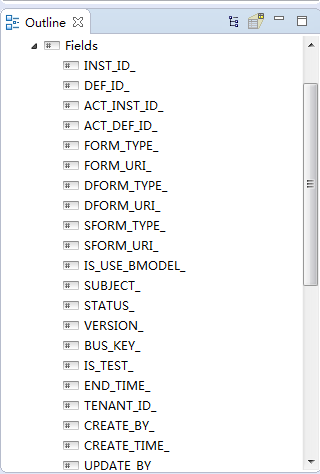 Outline
Fields
INST_ID_
DEF_ID_
ACT_INST_ID_
ACT_DEF_ID_
FORM_TYPE_
FORM_URI_
DFORM_TYPE_
DFORM_URI_
SFORM_TYPE_
SFORM_URI_
IS_USE_BMODEL_
SUBJECT_
STATUS_
VERSION_
BUS_KEY_
IS_TEST_
END_TIME_
TENANT_ID_
CREATE_BY_
CREATE_TIME_
UPDATE_BY